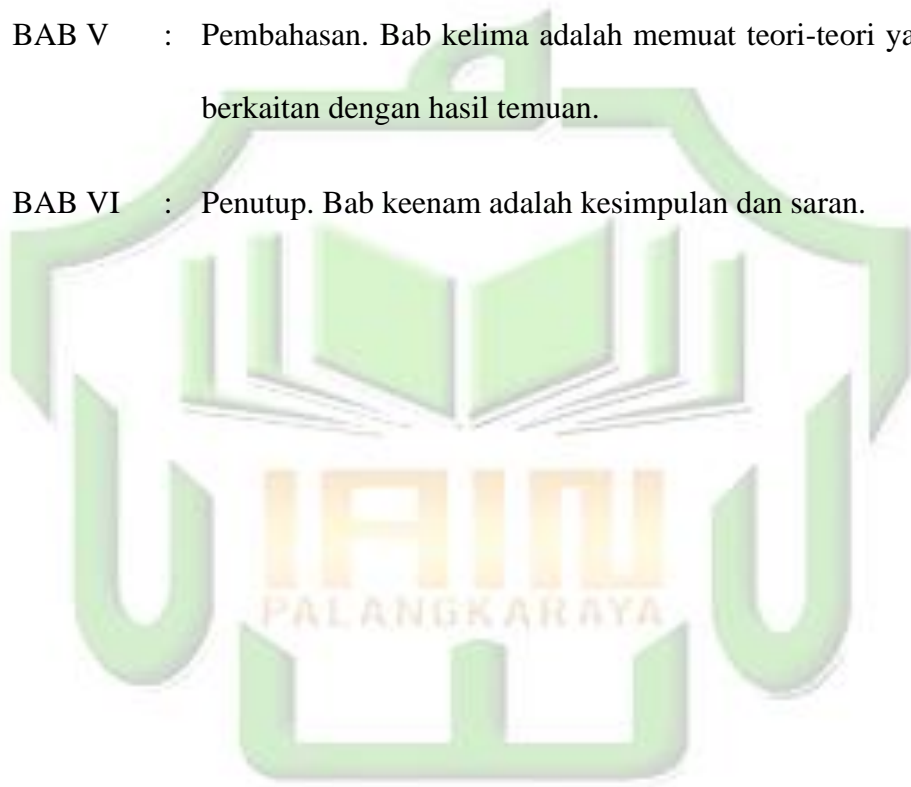 BAB V : Pembahasan. Bab kelima adalah memuat teori-teori
berkaitan dengan hasil temuan.
BAB VI : Penutup. Bab keenam adalah kesimpulan dan saran.
IAIN
PALANGKARAYA